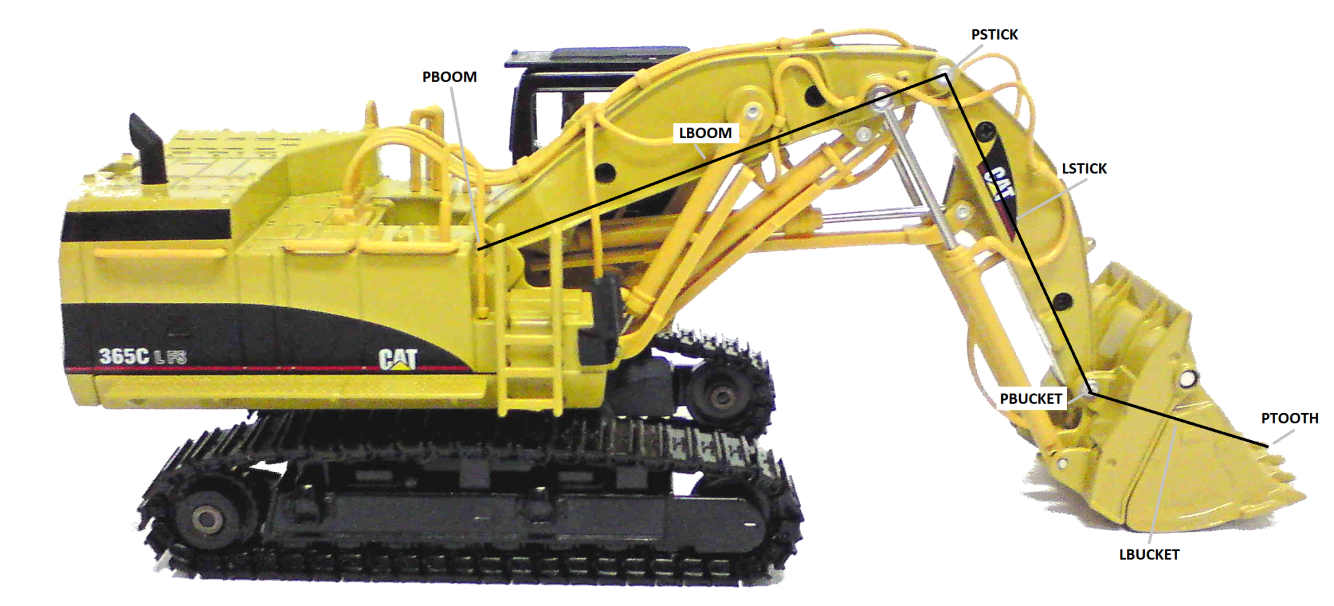 PSTICK
PBOOM
LBOOM
LSTICK
CAT
365C L FS
CAT
PBUCKET
PTOOTH
LBUCKET